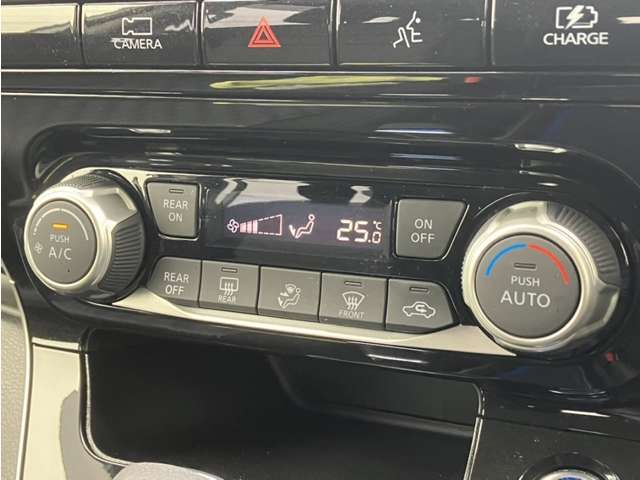 CAMERA
CHARGE
PUSH
A/C
REAR
ON
25.0
°C
ON
OFF
REAR
OFF
REAR
FRONT
PUSH
AUTO